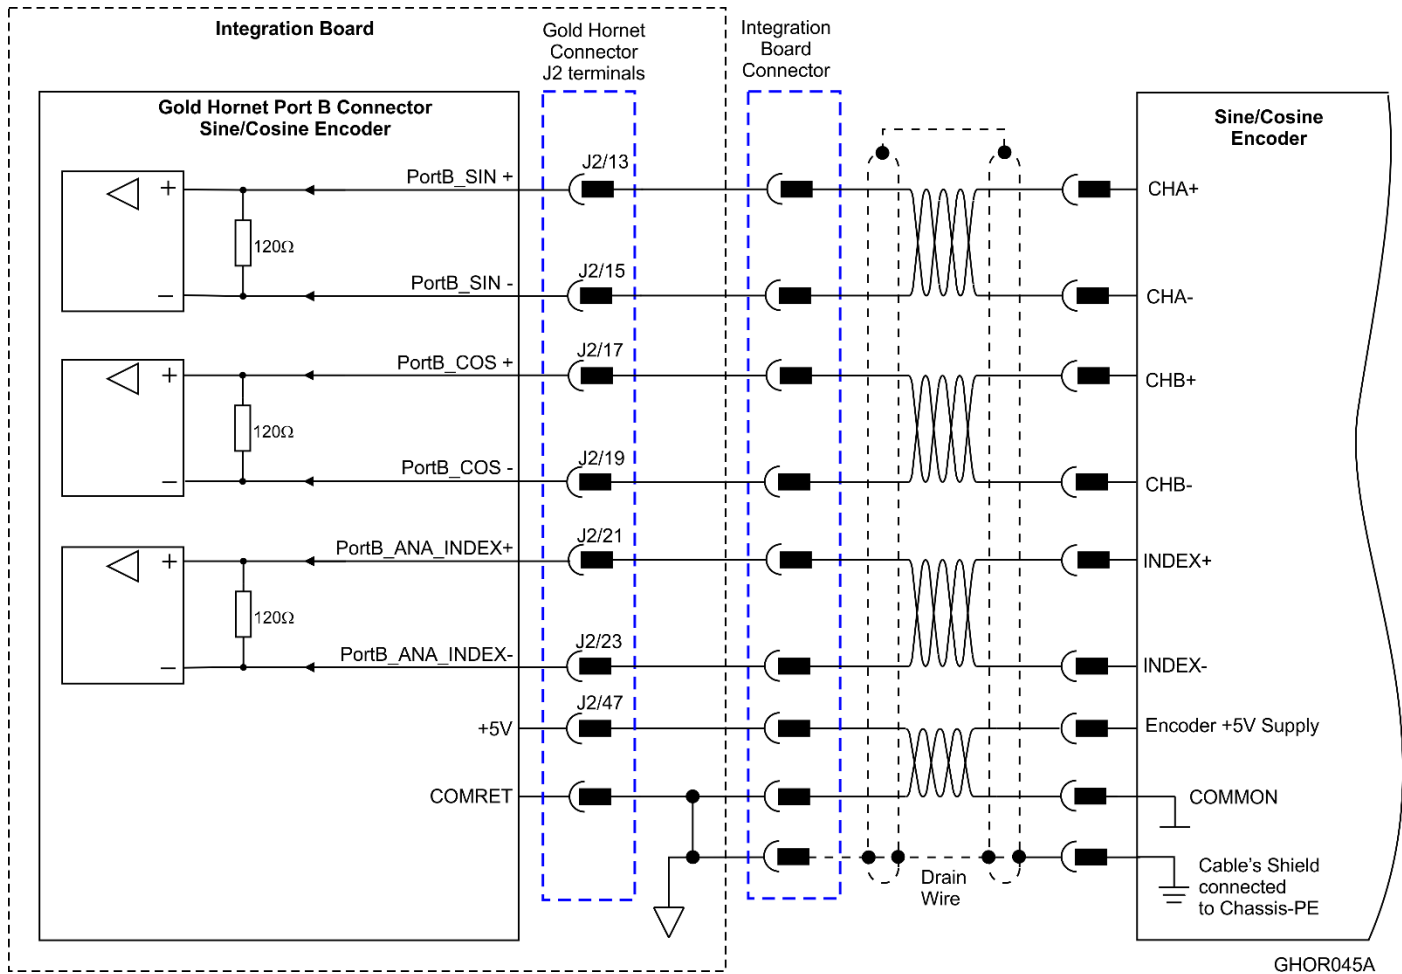 Integration Board
Gold Hornet
Connector
J2 terminals
Integration
Board
Connector
Gold Hornet Port B Connector
Sine/Cosine Encoder
Sine/Cosine
Encoder
+
PortB_SIN +
J2/13
CHA+
120Ω
−
PortB_SIN -
J2/15
CHA-
+
PortB_COS +
J2/17
CHB+
120Ω
−
PortB_COS -
J2/19
CHB-
+
PortB_ANA_INDEX+
J2/21
INDEX+
120Ω
−
PortB_ANA_INDEX-
J2/23
INDEX-
+5V
J2/47
Encoder +5V Supply
COMRET
COMMON
Drain
Wire
Cable's Shield
connected
to Chassis-PE
GHOR045A